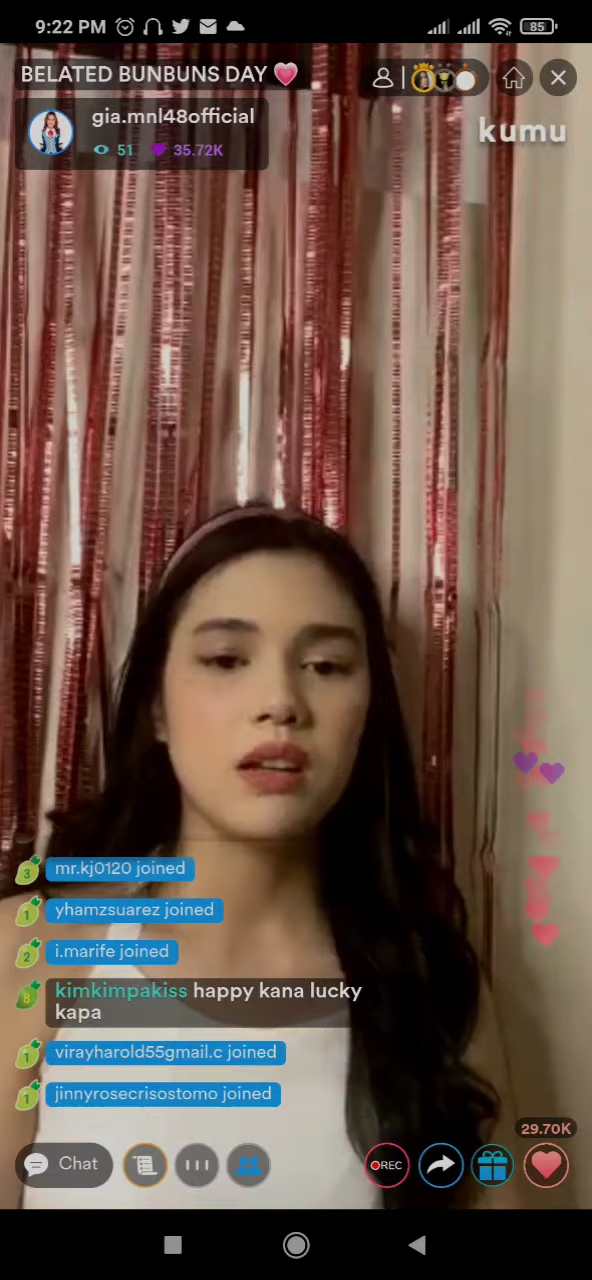 9:22 PM
85
BELATED BUNBUNS DAY
gia.mnl48official
51 35.72K
kumu
3 mr.kj0120 joined
1 yhamzsuarez joined
2 i.marife joined
8 kimkimpakiss happy kana lucky
kapa
1 virayharold55gmail.c joined
1 jinnyrosecrisostomo joined
29.70K
Chat
REC